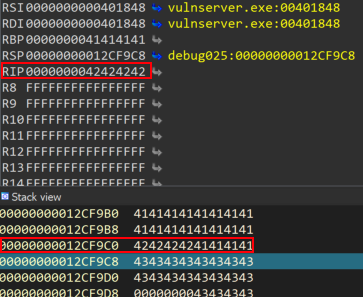 RSI 0000000000401848 vulnserver.exe:00401848
RDI 0000000000401848 vulnserver.exe:00401848
RBP 0000000041414141
RSP 00000000012CF9C8 debug025:00000000012CF9C8
RIP 0000000042424242
R8 FFFFFFFFFFFFFFFF
R9 FFFFFFFFFFFFFFFF
R10 FFFFFFFFFFFFFFFF
R11 FFFFFFFFFFFFFFFF
R12 FFFFFFFFFFFFFFFF
R13 FFFFFFFFFFFFFFFF
R14 FFFFFFFFFFFFFFFF
Stack view
00000000012CF9B0 4141414141414141
00000000012CF9B8 4141414141414141
00000000012CF9C0 4242424241414141
00000000012CF9C8 4343434343434343
00000000012CF9D0 4343434343434343
00000000012CF9D8 0000000043434343